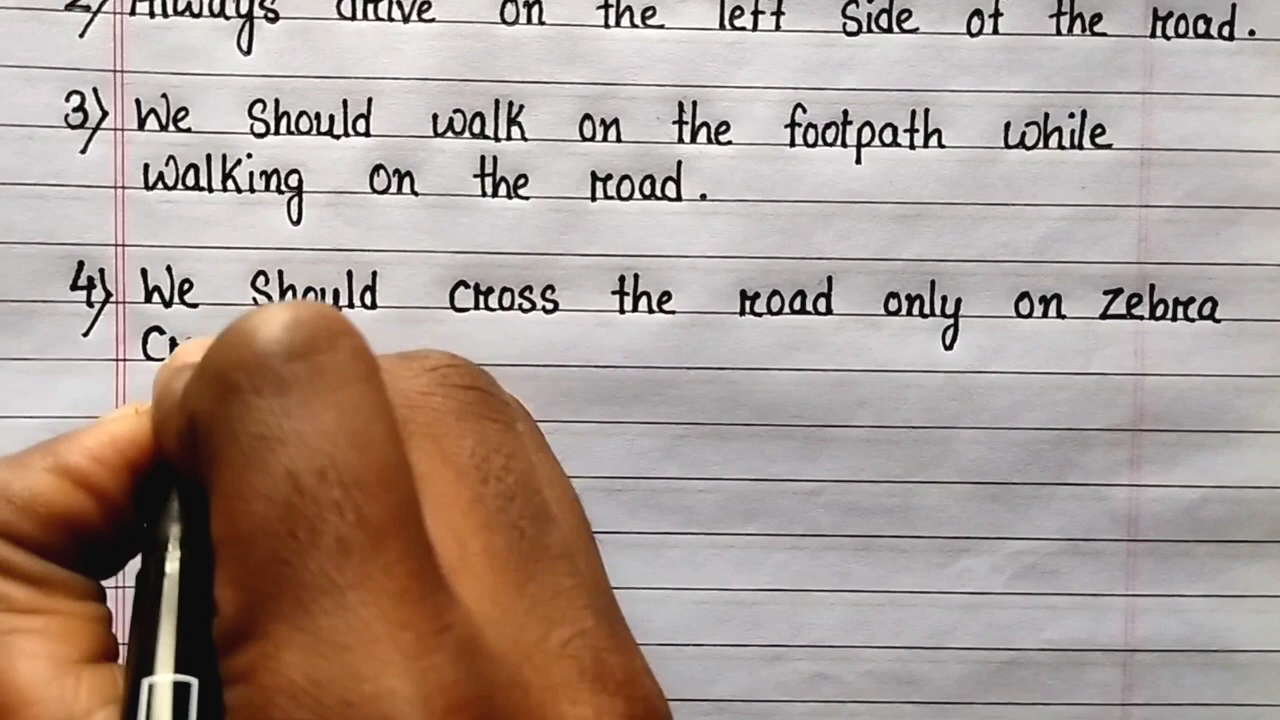 2) Always drive on the left Side of the road.
3) We Should walk on the footpath while
walking on the road.
4) We Should cross the road only on zebra